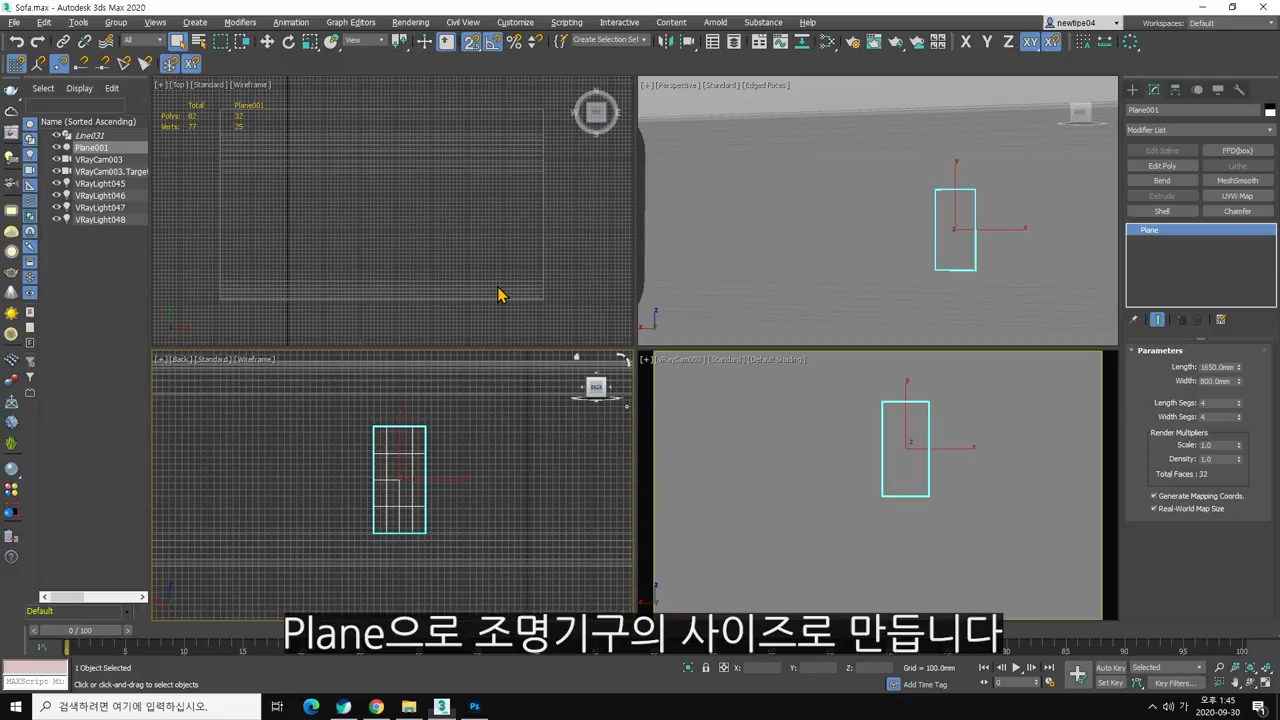 Sofa.max - Autodesk 3ds Max 2020
File Edit Tools Group Views Create Modifiers Animation Graph Editors Rendering Civil View Customize Scripting Interactive Content Arnold Substance Help
newtipe04
Workspaces: Default
All
View
Create Selection Set
X Y Z XY
Select Display Edit
Name (Sorted Ascending)
Line031
Plane001
VRayCam003
VRayCam003.Target
VRayLight045
VRayLight046
VRayLight047
VRayLight048
Default
[+] [Top] [Standard] [Wireframe]
Total Plane001
Polys: 82 32
Verts: 77 25
[+] [Perspective] [Standard] [Edged Faces]
[+] [Back] [Standard] [Wireframe]
BACK
[+] [VRayCam003] [Standard] [Default Shading]
Plane001
Modifier List
Edit Spline FFD(box)
Edit Poly Lathe
Bend MeshSmooth
Extrude UVW Map
Shell Chamfer
Plane
Parameters
Length: 1650.0mm
Width: 800.0mm
Length Segs: 4
Width Segs: 4
Render Multipliers
Scale: 1.0
Density: 1.0
Total Faces : 32
Generate Mapping Coords.
Real-World Map Size
Plane으로 조명기구의 사이즈로 만듭니다
0 / 100
1 Object Selected
MAXScript Mi
Click or click-and-drag to select objects
X: Y: Z: Grid = 100.0mm
Add Time Tag
Auto Key Selected
Set Key Key Filters...
0
검색하려면 여기에 입력하십시오.
가
오후 1:45
2020-09-30